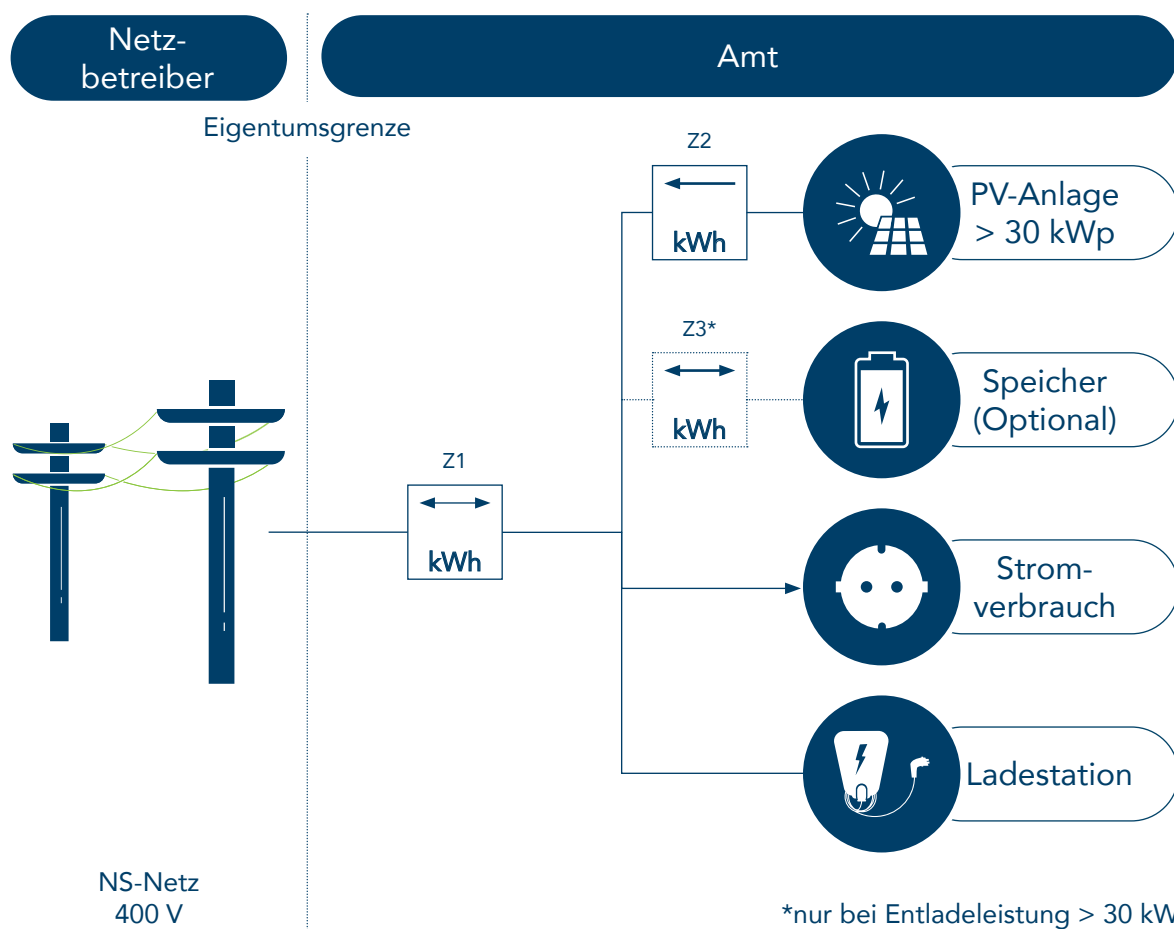 Netz-
betreiber
Amt
Eigentumsgrenze
Z2
kWh
PV-Anlage
> 30 kWp
Z3*
kWh
Speicher
(Optional)
Z1
kWh
Strom-
verbrauch
Ladestation
NS-Netz
400 V
*nur bei Entladeleistung > 30 kW